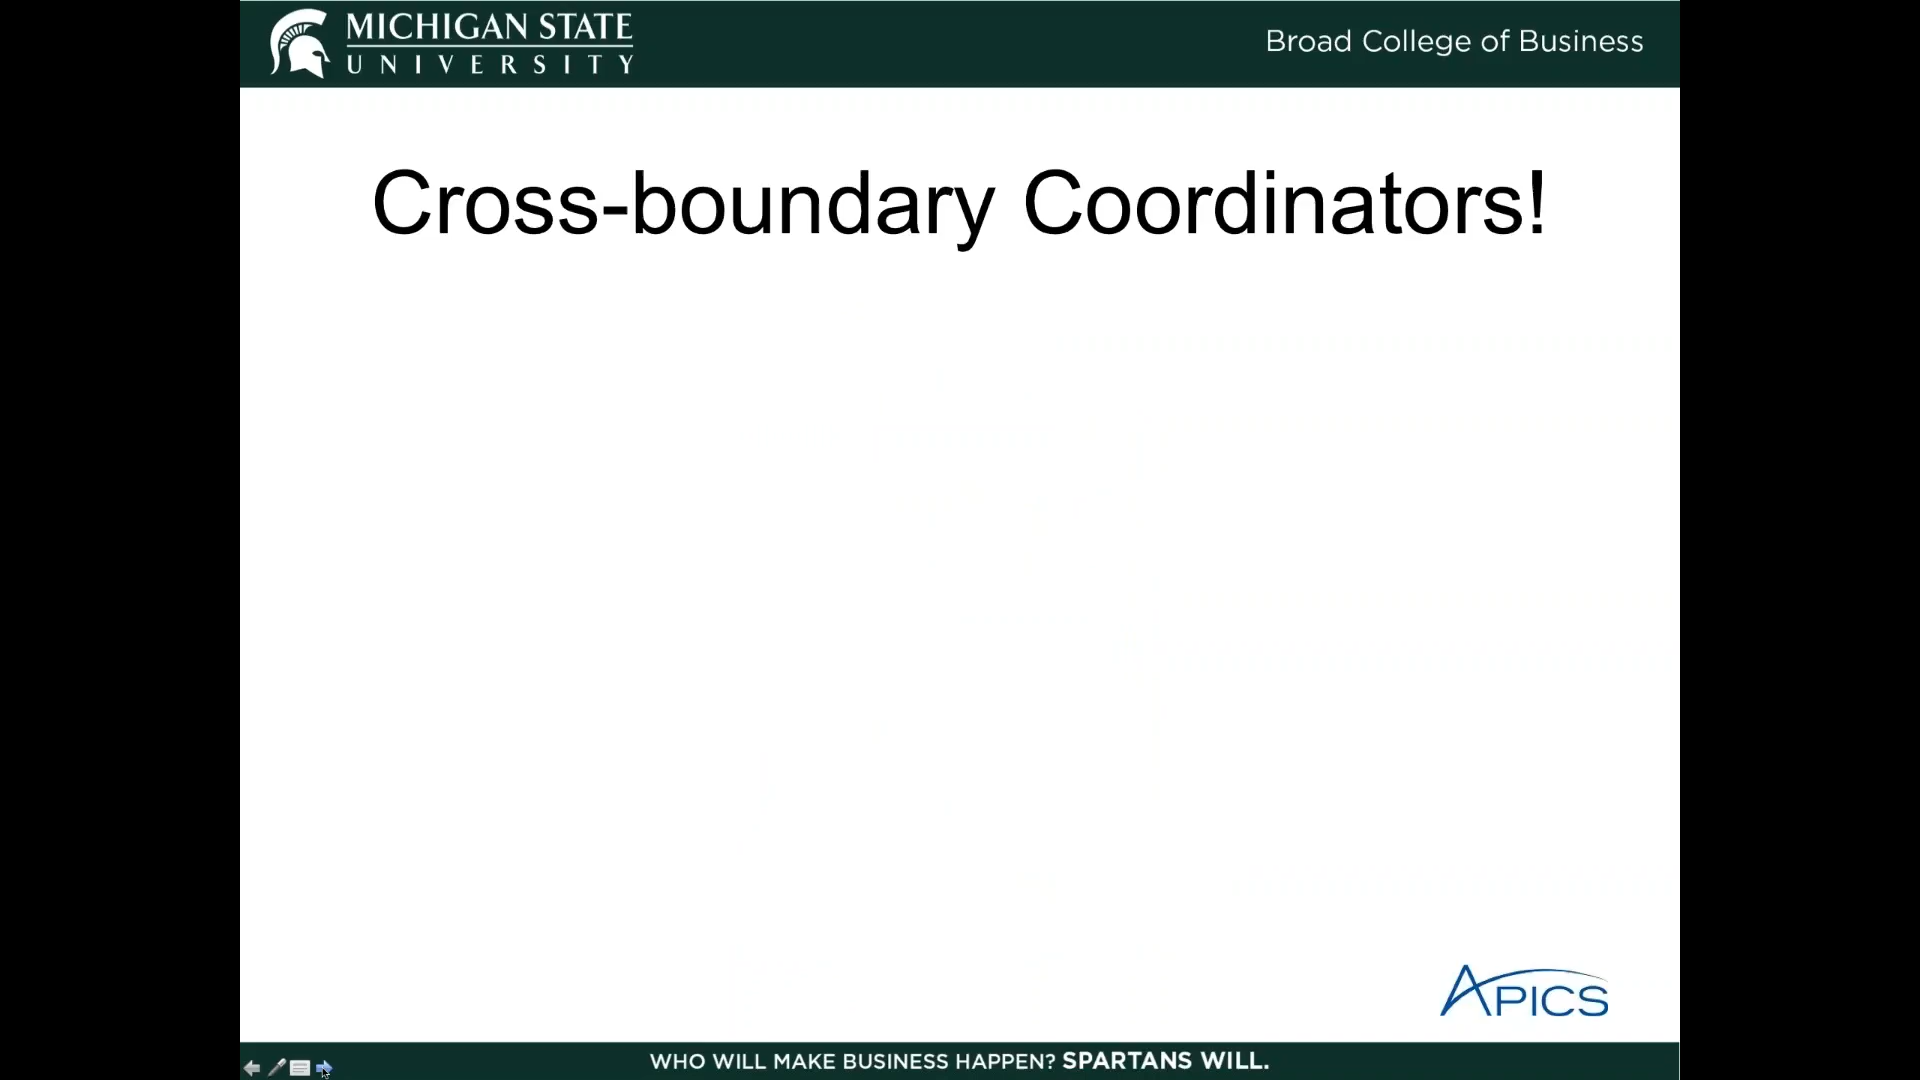 MICHIGAN STATE
UNIVERSITY
Broad College of Business
Cross-boundary Coordinators!
APICS
WHO WILL MAKE BUSINESS HAPPEN? SPARTANS WILL.